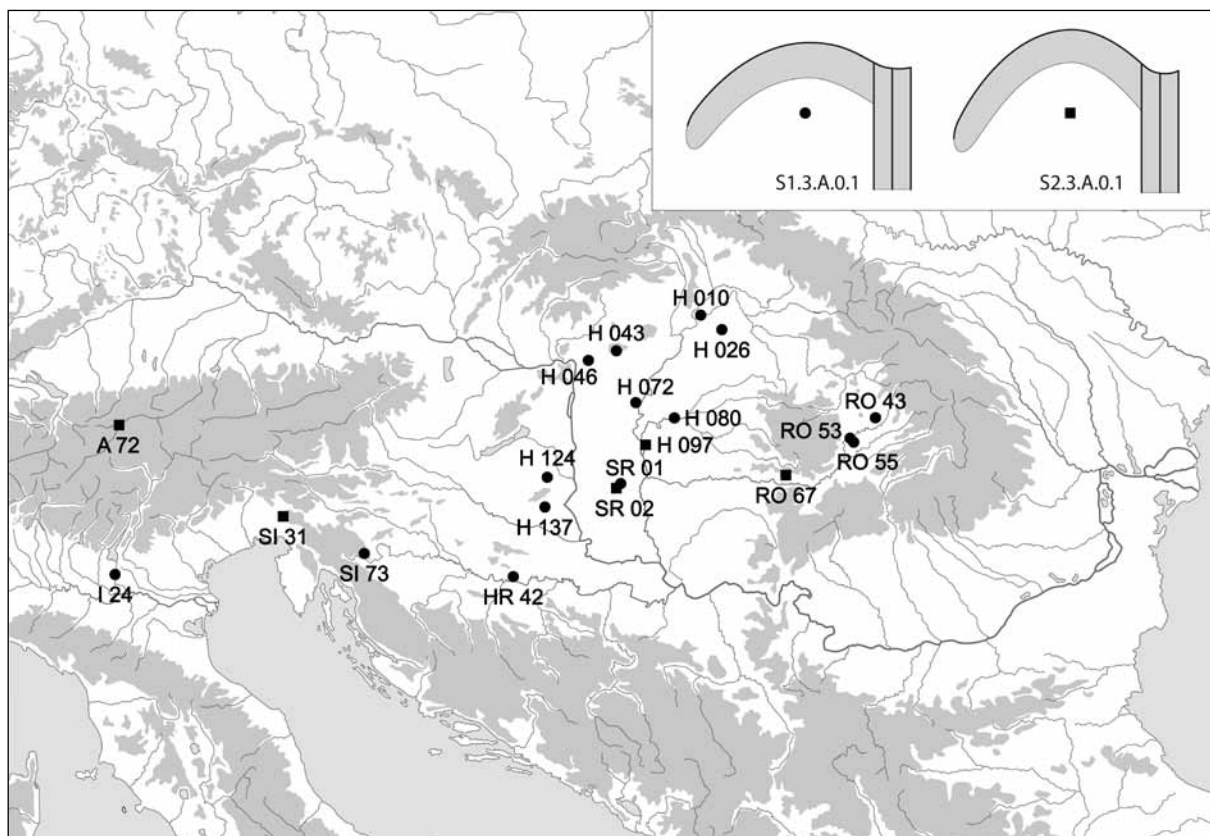 S1.3.A.0.1
S2.3.A.0.1
H 010
H 026
H 043
H 046
H 072
RO 43
H 080
A 72
RO 53
H 097
RO 55
H 124
SR 01
RO 67
SR 02
H 137
SI 31
SI 73
I 24
HR 42